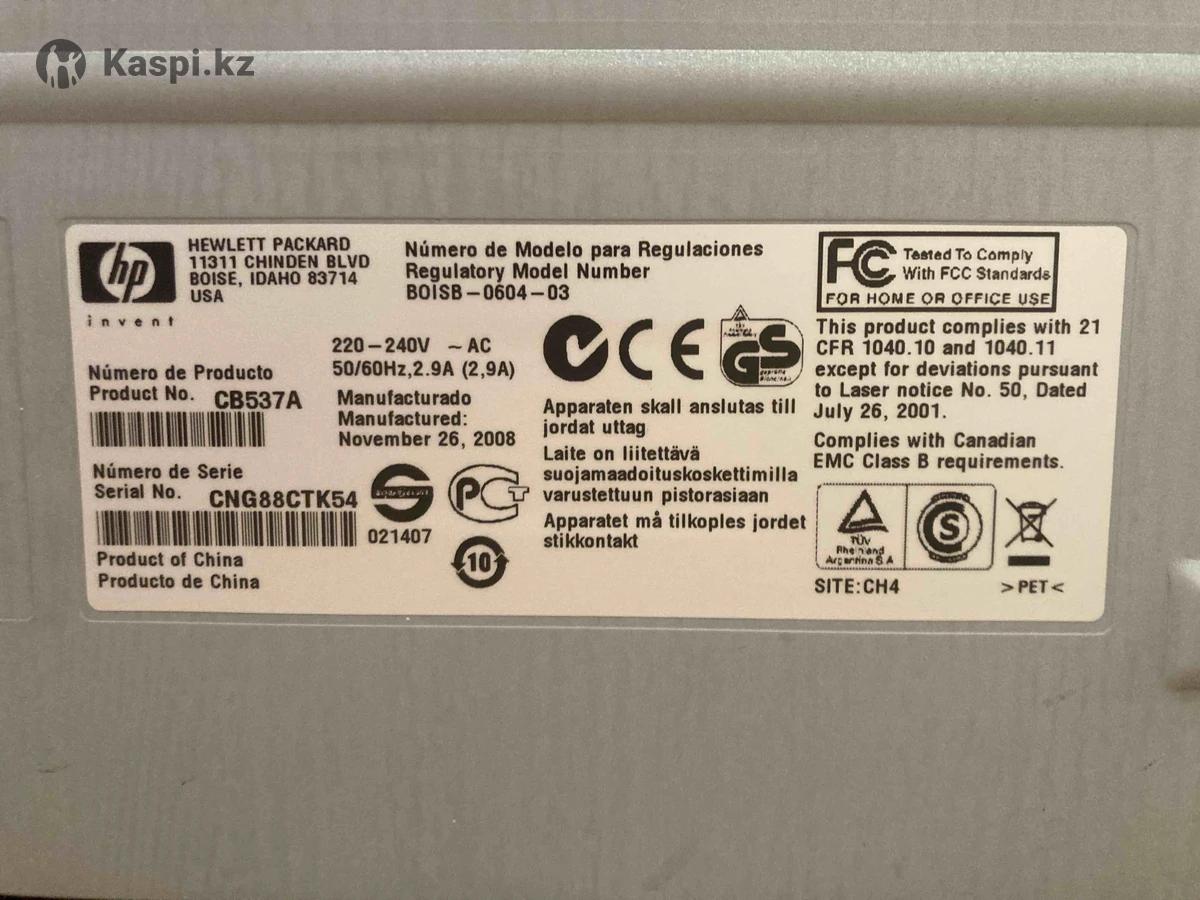 Kaspi.kz
hp
invent
HEWLETT PACKARD
11311 CHINDEN BLVD
BOISE, IDAHO 83714
USA
Número de Modelo para Regulaciones
Regulatory Model Number
BOISB-0604-03
220-240V ~ AC
50/60Hz,2.9A (2,9A)
Número de Producto
Product No. CB537A
Manufacturado
Manufactured:
November 26, 2008
Número de Serie
Serial No. CNG88CTK54
Product of China
Producto de China
021407
PCT
10
CE
TÜV
GS
geprüfte
Apparaten skall anslutas till
jordat uttag
Laite on liitettävä
suojamaadoituskoskettimilla
varustettuun pistorasiaan
Apparatet må tilkoples jordet
stikkontakt
FC Tested To Comply
With FCC Standards
FOR HOME OR OFFICE USE
This product complies with 21
CFR 1040.10 and 1040.11
except for deviations pursuant
to Laser notice No. 50, Dated
July 26, 2001.
Complies with Canadian
EMC Class B requirements.
TÜV
Rheinland
Argentina S.A
S
SITE:CH4
>PET<